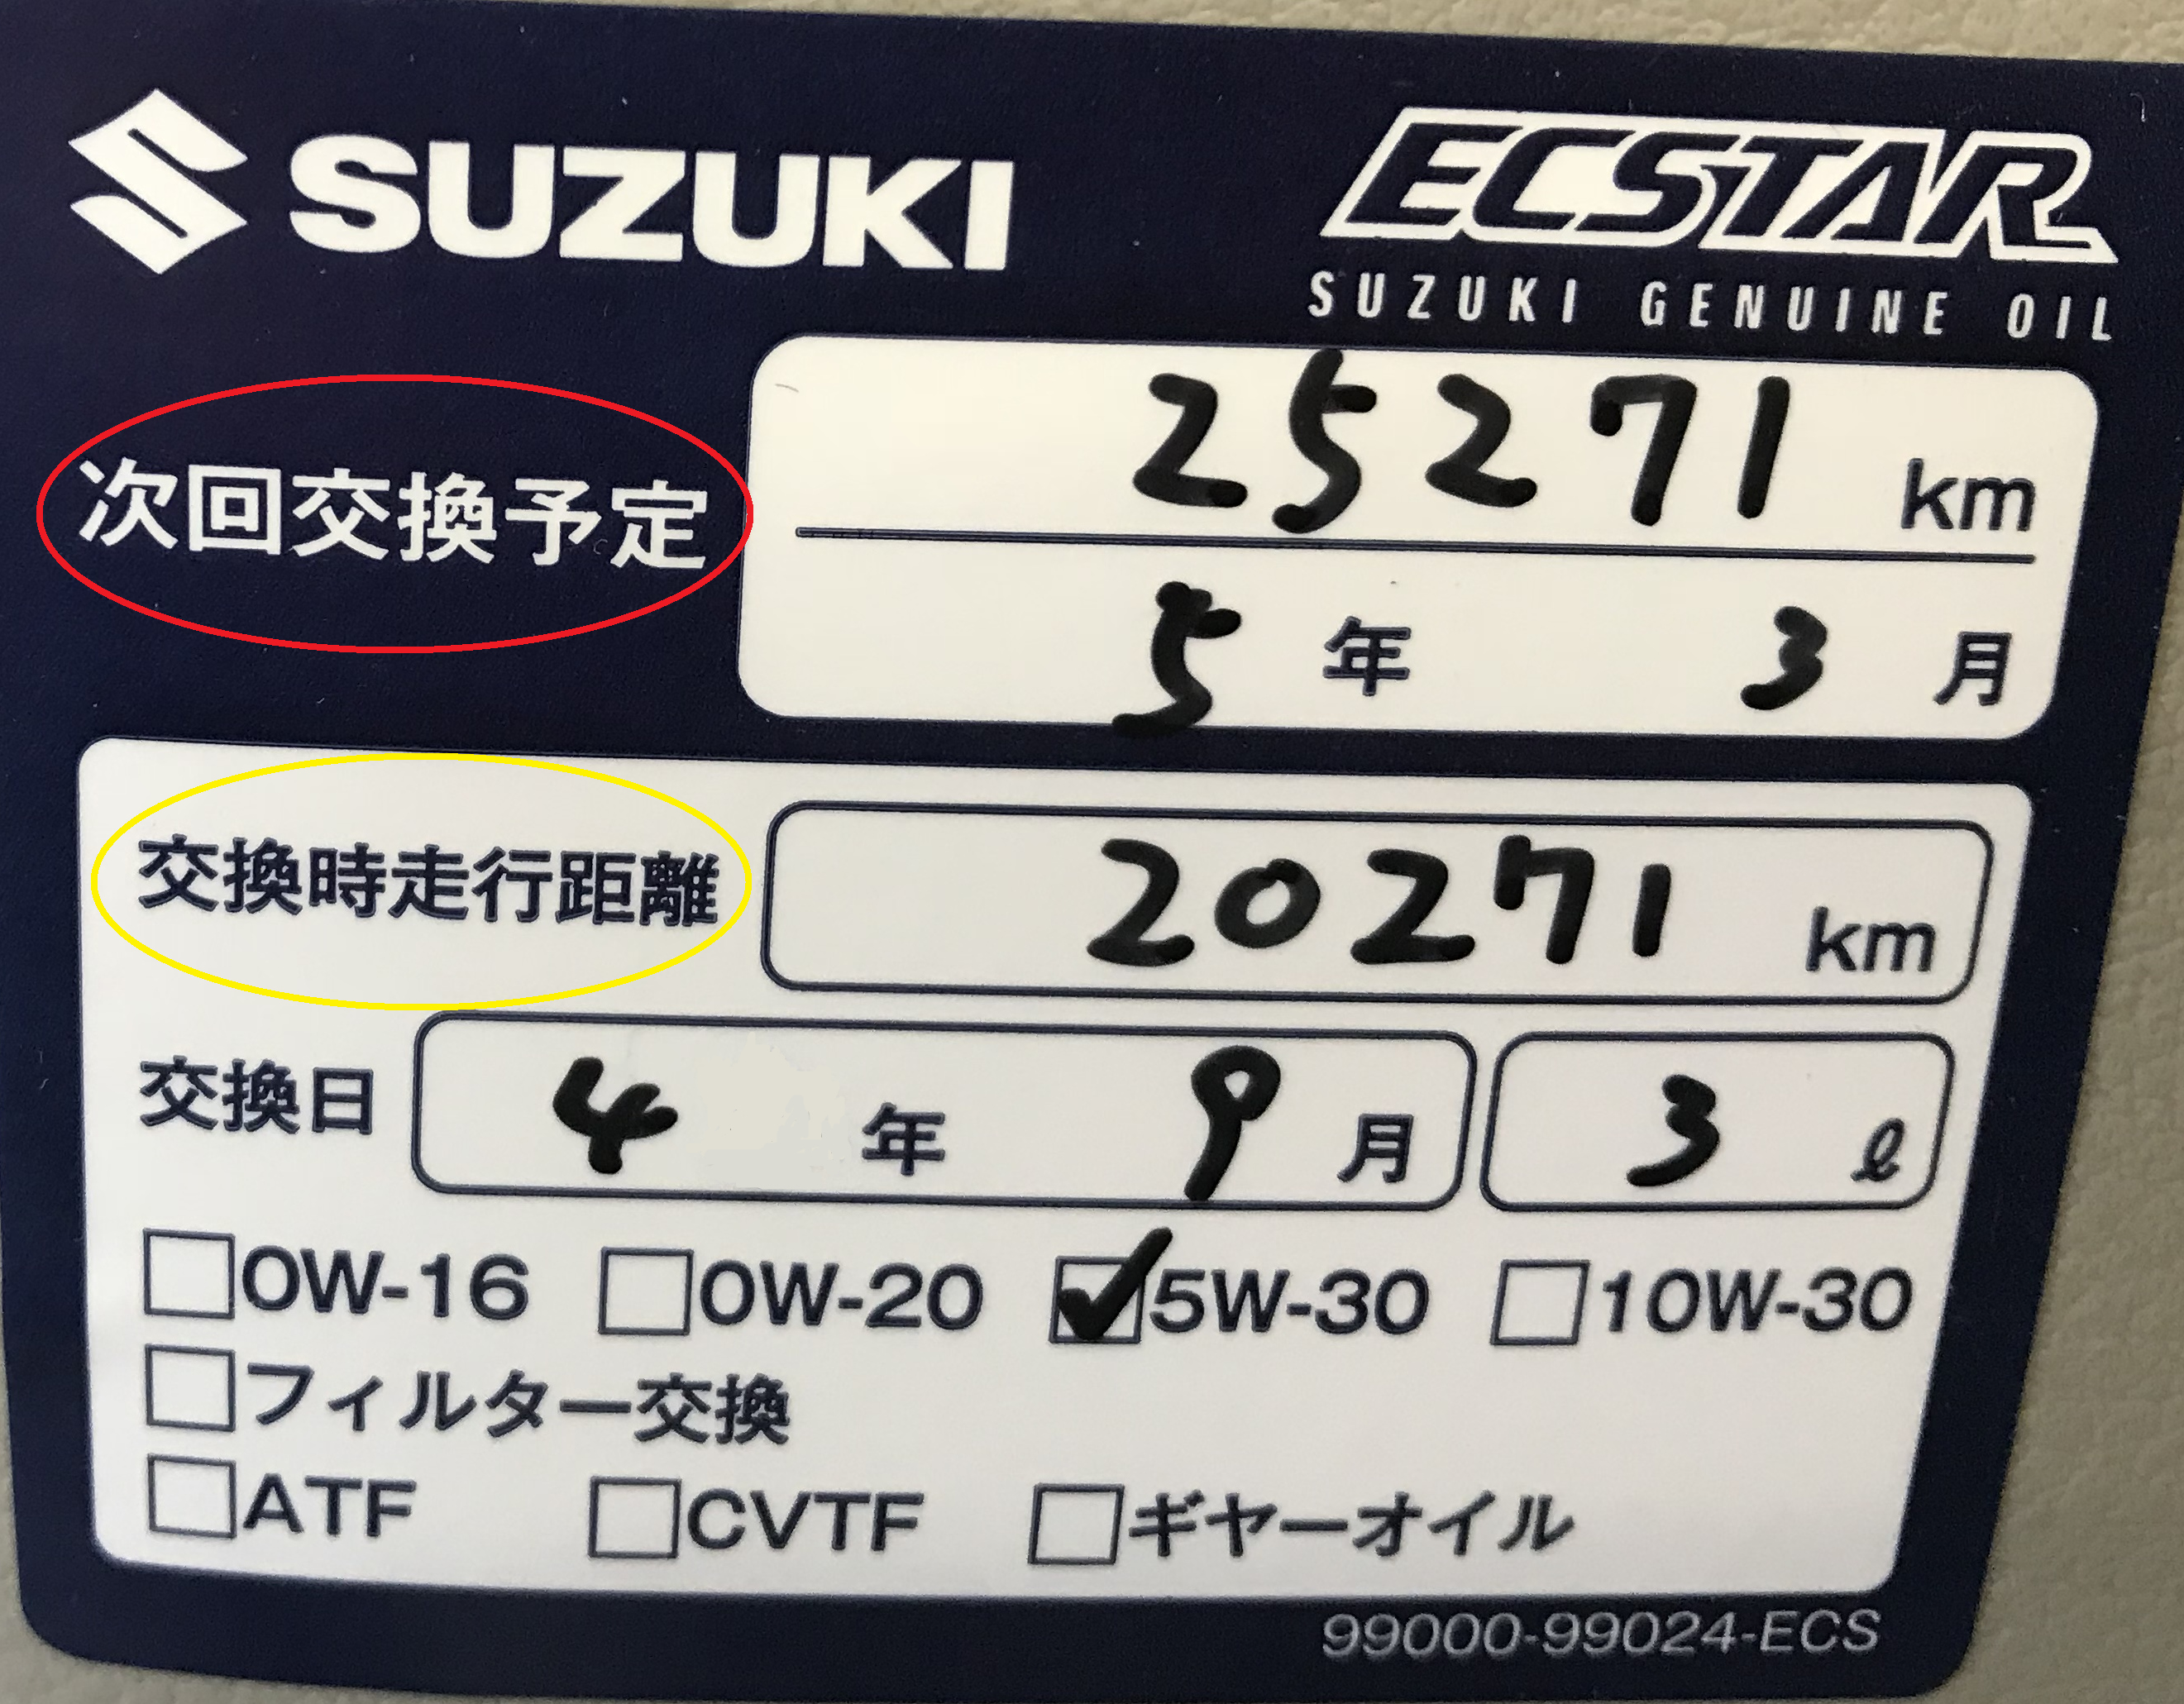 SUZUKI
ECSTAR
SUZUKI GENUINE OIL
次回交換予定
25271 km
5 年 3 月
交換時走行距離 20271 km
交換日 4 年 9 月 3 ℓ
0W-16 0W-20 5W-30 10W-30
フィルター交換
ATF CVTF ギヤーオイル
99000-99024-ECS